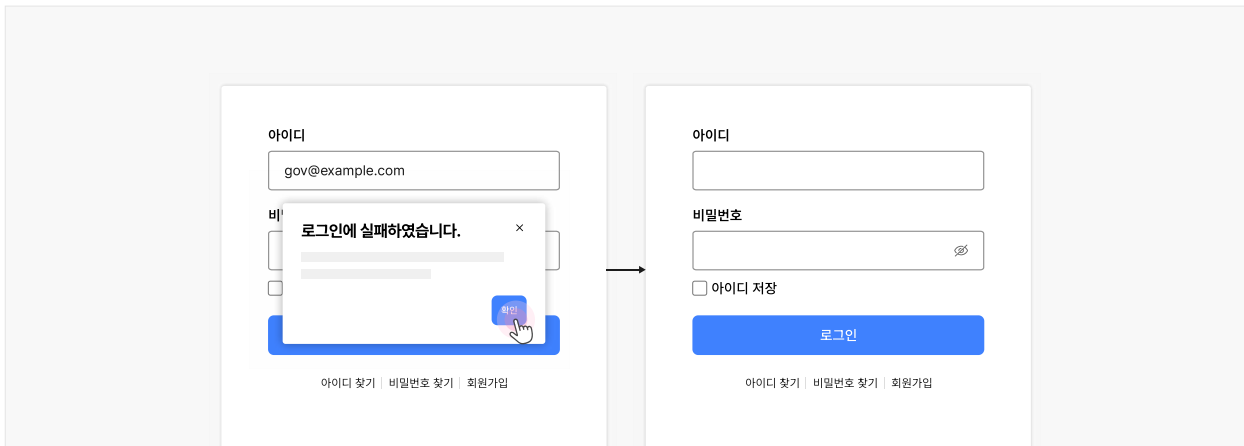 아이디
gov@example.com
로그인에 실패하였습니다.
확인
아이디 찾기 비밀번호 찾기 회원가입
아이디
비밀번호
아이디 저장
로그인
아이디 찾기 비밀번호 찾기 회원가입